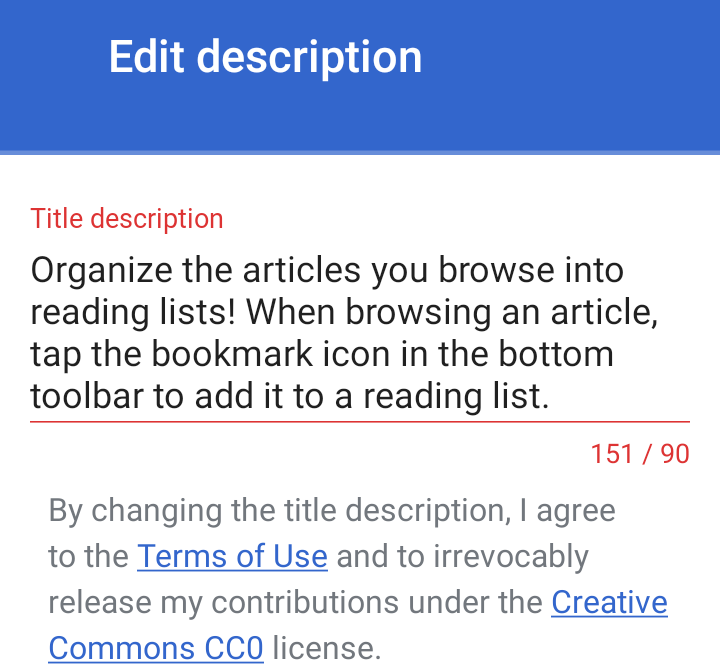 Edit description
Title description
Organize the articles you browse into
reading lists! When browsing an article,
tap the bookmark icon in the bottom
toolbar to add it to a reading list.
151 / 90
By changing the title description, I agree
to the Terms of Use and to irrevocably
release my contributions under the Creative
Commons CC0 license.